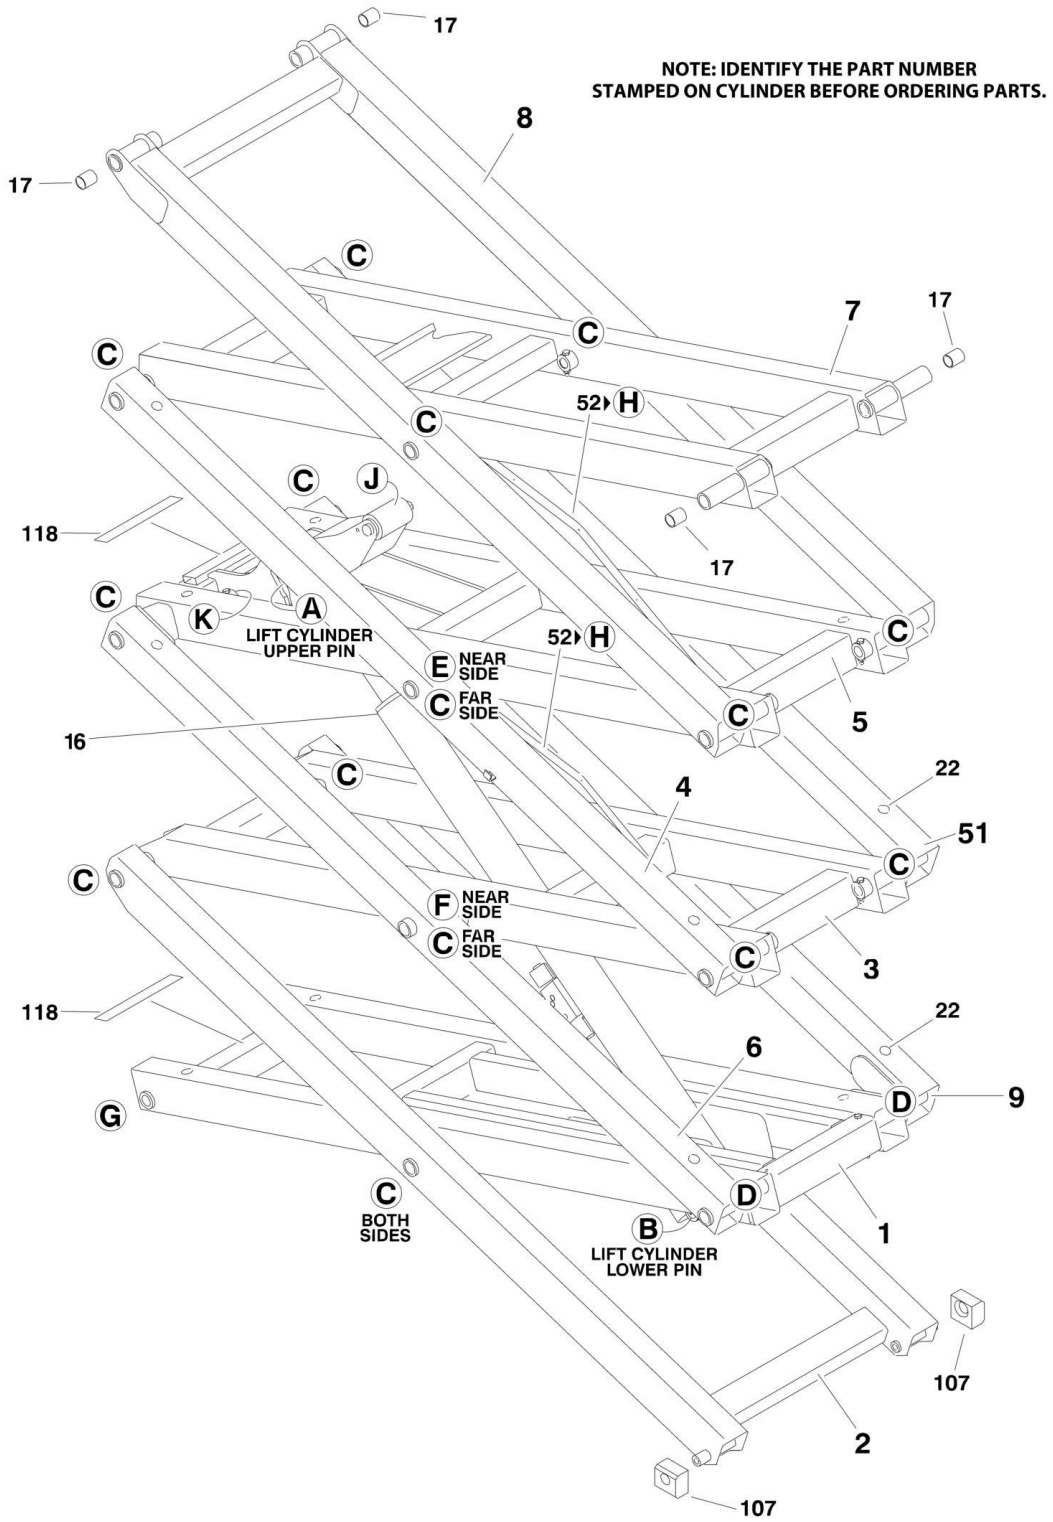 17
NOTE: IDENTIFY THE PART NUMBER
STAMPED ON CYLINDER BEFORE ORDERING PARTS.
8
17
C
17
7
C
C
52 H
C
C
J
118
17
C
K
A
LIFT CYLINDER
UPPER PIN
C
52 H
E NEAR
SIDE
C FAR
SIDE
C
5
16
C
22
4
51
C
C
F NEAR
SIDE
C FAR
SIDE
C
3
118
22
6
9
D
G
D
C
BOTH
SIDES
B
LIFT CYLINDER
LOWER PIN
1
107
2
107